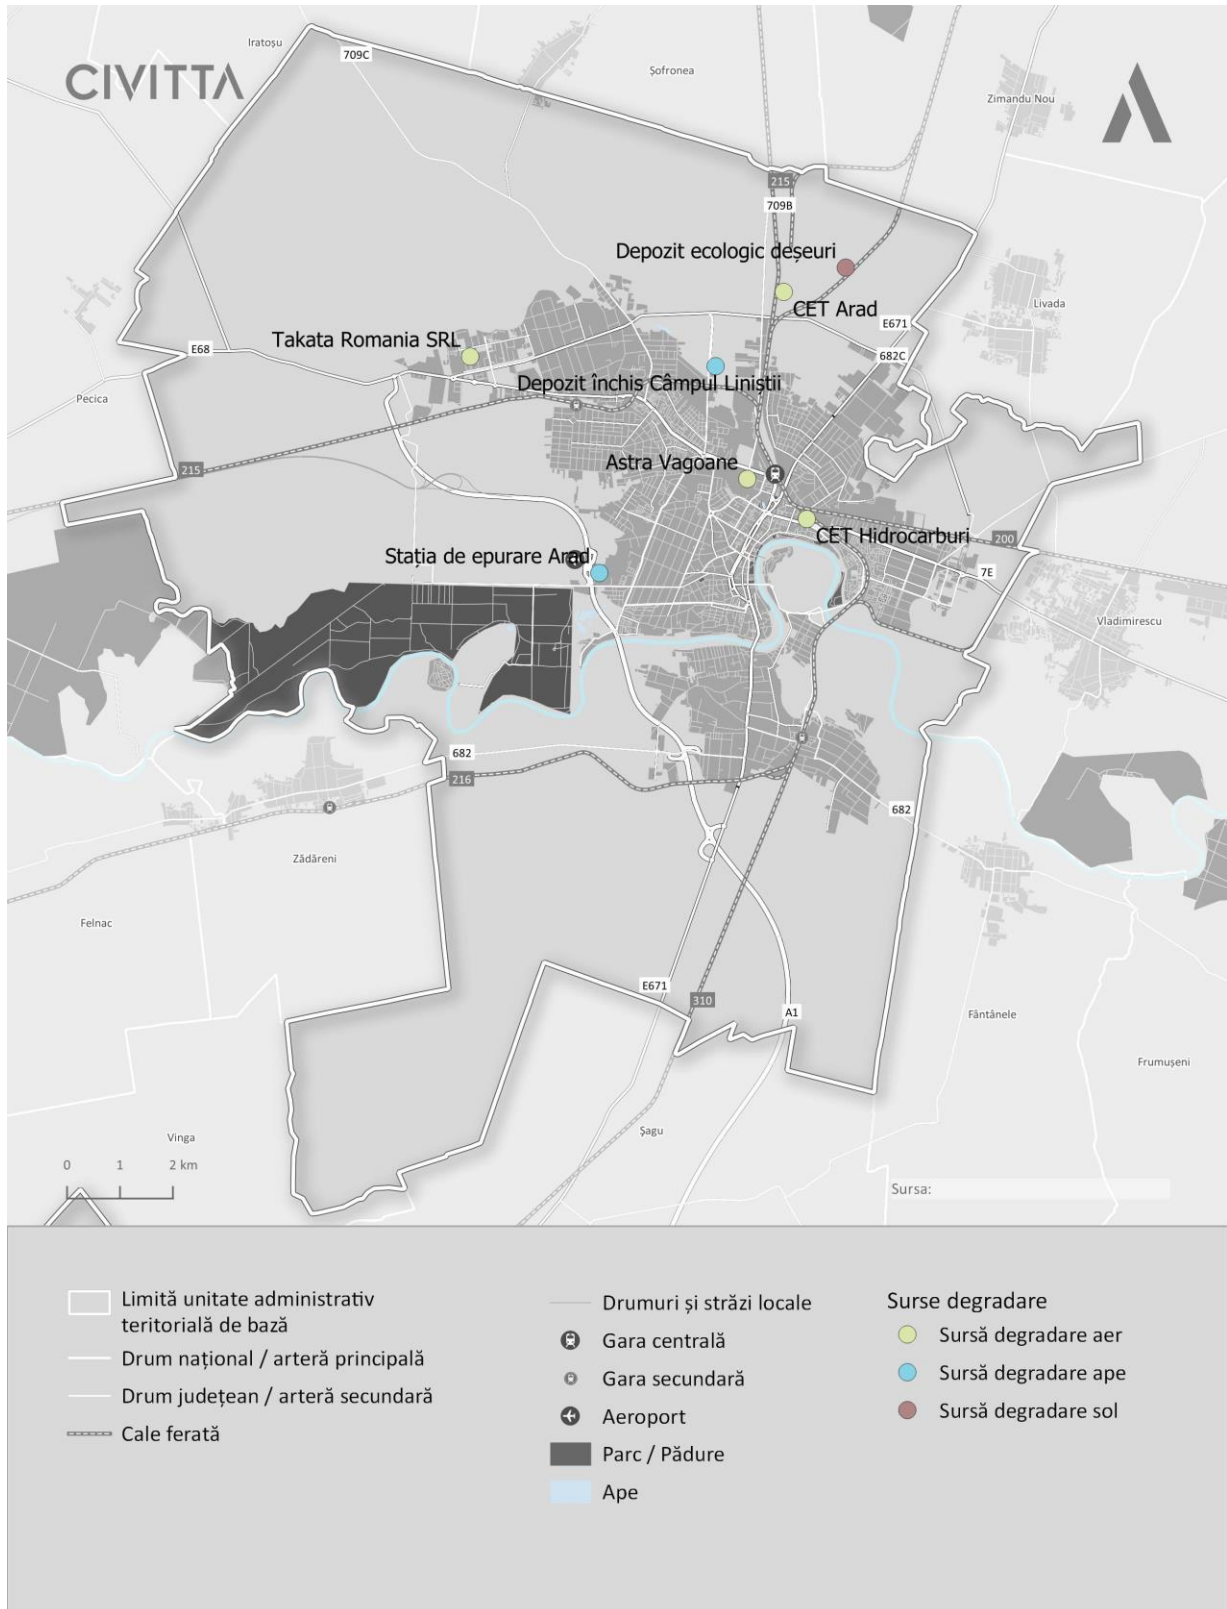 Iratoșu
709C
CIVITTA
Șofronea
Zimandu Nou
215
709B
Depozit ecologic deșeuri
CET Arad
Livada
E671
Takata Romania SRL
E68
682C
Depozit închis Câmpul Liniștii
Pecica
Astra Vagoane
215
CET Hidrocarburi
200
Stația de epurare Arad
7E
Vladimirescu
682
216
682
Zădăreni
Felnac
E671
310
A1
Fântânele
Frumușeni
Șagu
Vinga
0 1 2 km
Sursa:
Limită unitate administrativ
teritorială de bază
Drum național / arteră principală
Drum județean / arteră secundară
Cale ferată
Drumuri și străzi locale
Gara centrală
Gara secundară
Aeroport
Parc / Pădure
Ape
Surse degradare
Sursă degradare aer
Sursă degradare ape
Sursă degradare sol